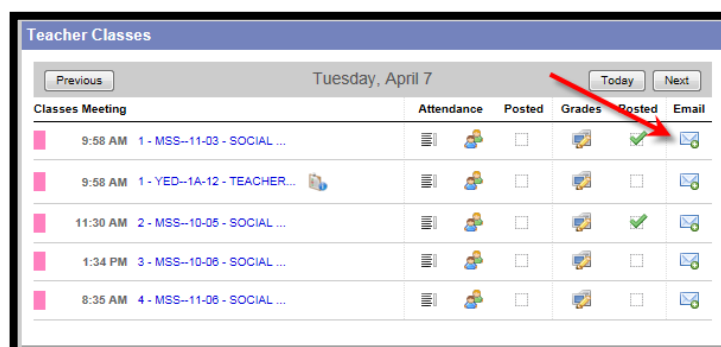 Teacher Classes
Previous Tuesday, April 7 Today Next
Classes Meeting Attendance Posted Grades Posted Email
9:58 AM 1 - MSS--11-03 - SOCIAL ...
9:58 AM 1 - YED--1A-12 - TEACHER...
11:30 AM 2 - MSS--10-05 - SOCIAL ...
1:34 PM 3 - MSS--10-06 - SOCIAL ...
8:35 AM 4 - MSS--11-06 - SOCIAL ...